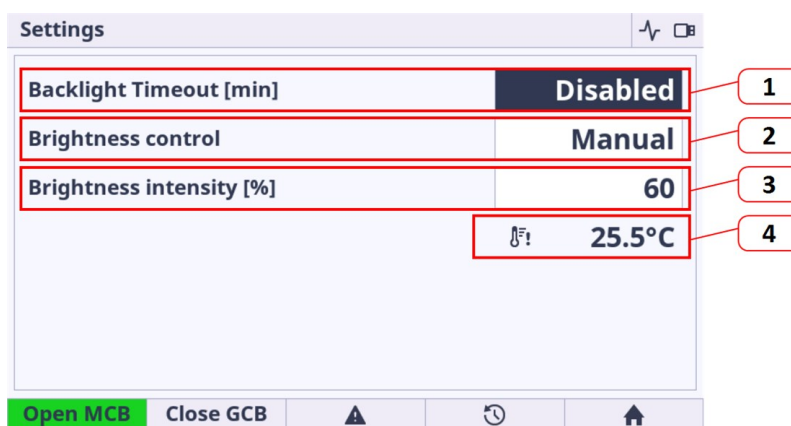 Settings
Backlight Timeout [min] Disabled 1
Brightness control Manual 2
Brightness intensity [%] 60 3
25.5°C 4
Open MCB Close GCB